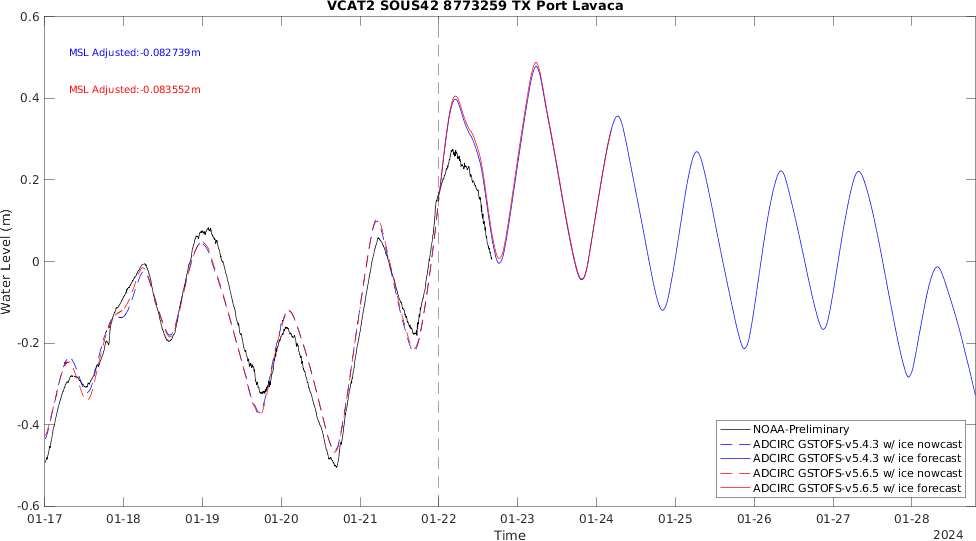 VCAT2 SOUS42 8773259 TX Port Lavaca
0.6
MSL Adjusted:-0.082739m
MSL Adjusted:-0.083552m
0.4
0.2
0
-0.2
-0.4
-0.6
Water Level (m)
NOAA-Preliminary
ADCIRC GSTOFS-v5.4.3 w/ ice nowcast
ADCIRC GSTOFS-v5.4.3 w/ ice forecast
ADCIRC GSTOFS-v5.6.5 w/ ice nowcast
ADCIRC GSTOFS-v5.6.5 w/ ice forecast
01-17 01-18 01-19 01-20 01-21 01-22 01-23 01-24 01-25 01-26 01-27 01-28
Time
2024